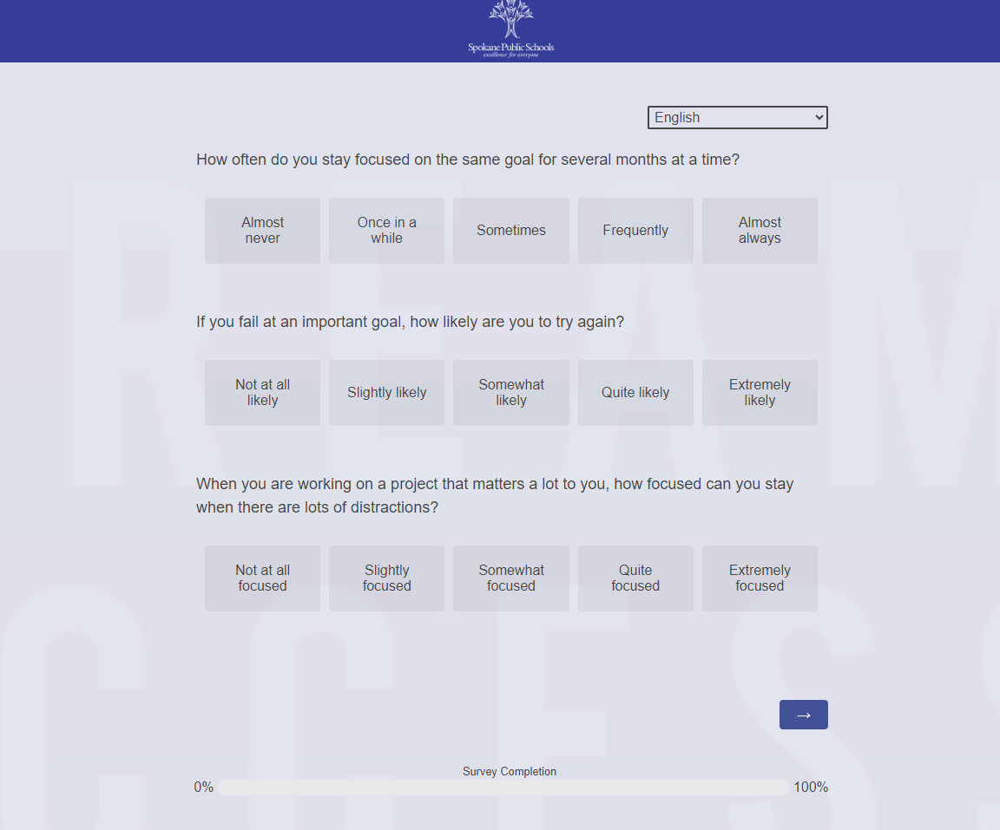 Spokane Public Schools
excellence for everyone
English
How often do you stay focused on the same goal for several months at a time?
Almost
never
Once in a
while
Sometimes
Frequently
Almost
always
If you fail at an important goal, how likely are you to try again?
Not at all
likely
Slightly likely
Somewhat
likely
Quite likely
Extremely
likely
When you are working on a project that matters a lot to you, how focused can you stay
when there are lots of distractions?
Not at all
focused
Slightly
focused
Somewhat
focused
Quite
focused
Extremely
focused
→
Survey Completion
0%
100%